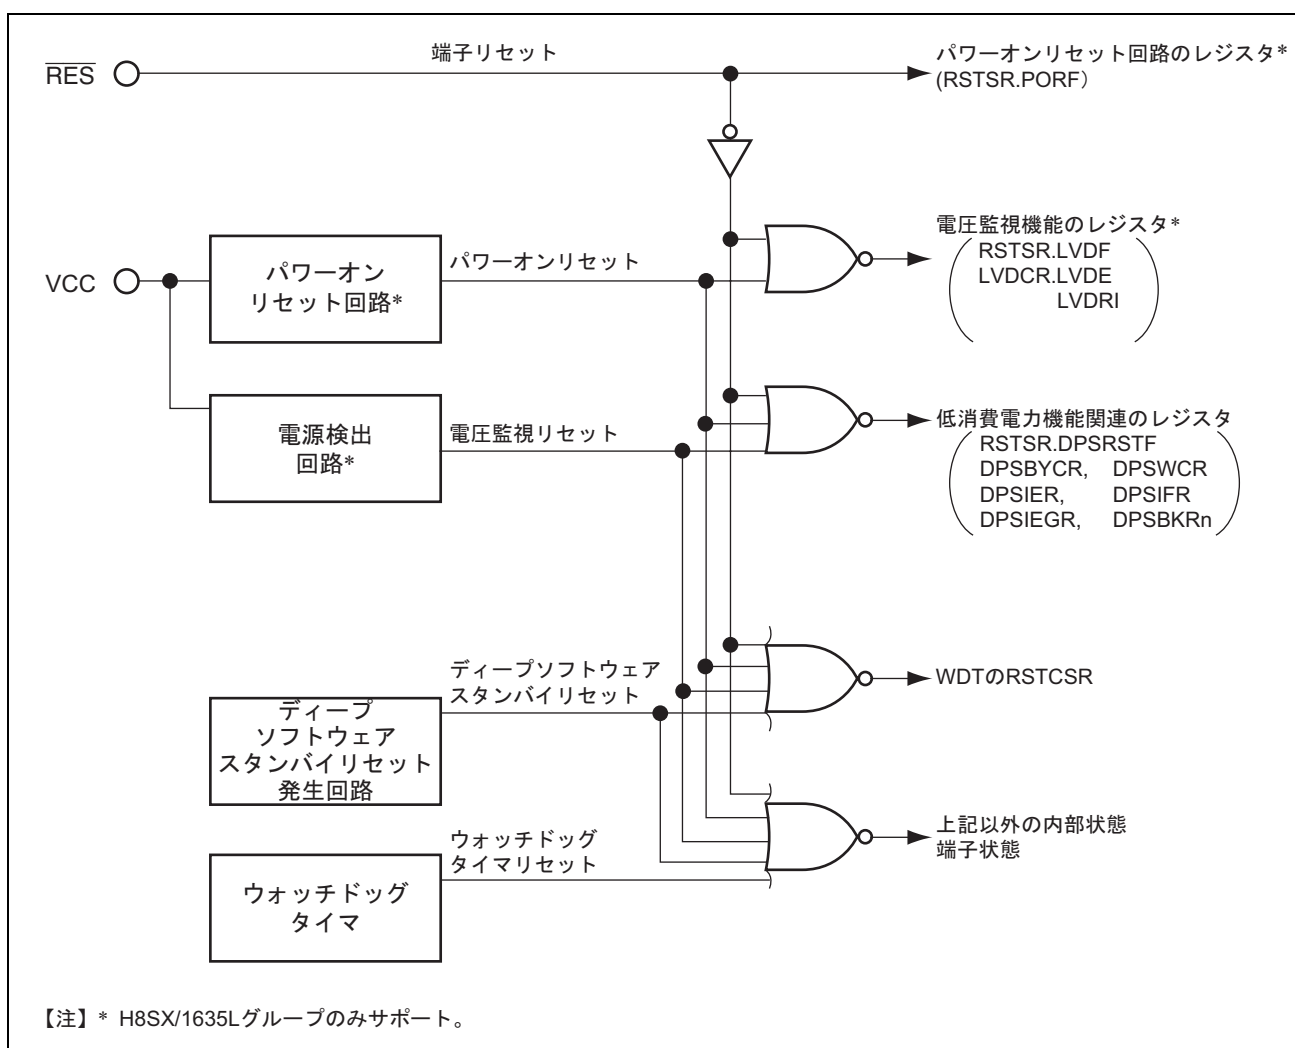 端子リセット
RES
パワーオンリセット回路のレジスタ*
(RSTSR.PORF）
電圧監視機能のレジスタ*
RSTSR.LVDF
LVDCR.LVDE
LVDRI
VCC
パワーオン
リセット回路*
パワーオンリセット
電源検出
回路*
電圧監視リセット
低消費電力機能関連のレジスタ
RSTSR.DPSRSTF
DPSBYCR, DPSWCR
DPSIER, DPSIFR
DPSIEGR, DPSBKRn
ディープソフトウェア
スタンバイリセット
WDTのRSTCSR
ディープ
ソフトウェア
スタンバイリセット
発生回路
ウォッチドッグ
タイマリセット
上記以外の内部状態
端子状態
ウォッチドッグ
タイマ
【注】* H8SX/1635Lグループのみサポート。